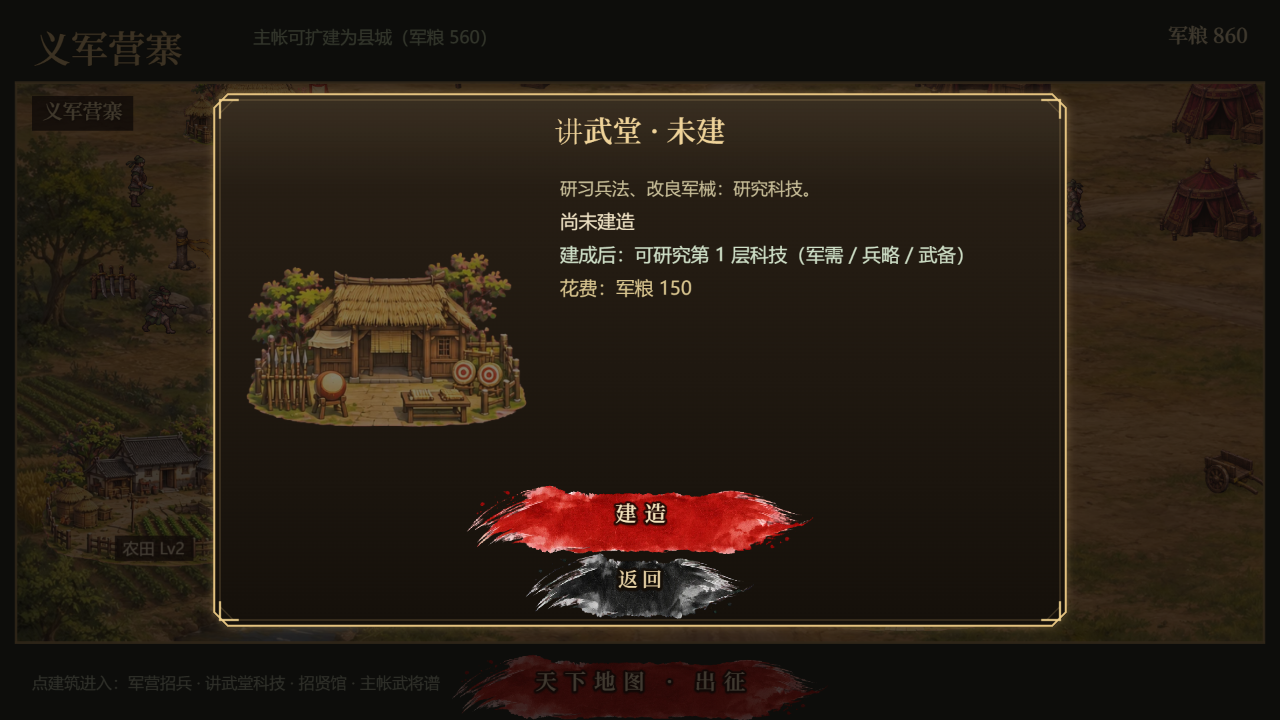 义军营寨
主帐可扩建为县城（军粮 560）
军粮 860
义军营寨
讲武堂 · 未建
研习兵法、改良军械：研究科技。
尚未建造
建成后：可研究第 1 层科技（军需 / 兵略 / 武备）
花费：军粮 150
建造
返回
农田 Lv2
点建筑进入：军营招兵 · 讲武堂科技 · 招贤馆 · 主帐武将谱
天下地图 · 出征